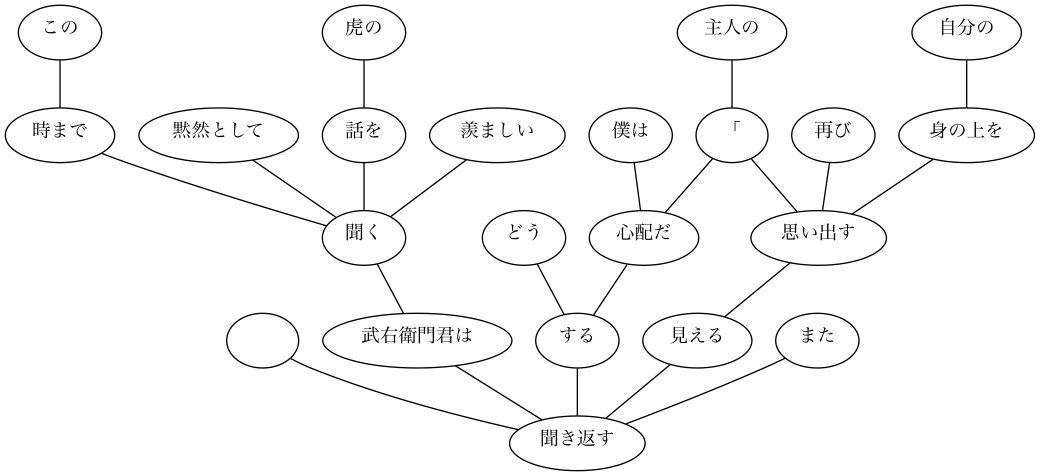 この
虎の
主人の
自分の
時まで
黙然として
話を
羨ましい
僕は
「
再び
身の上を
聞く
どう
心配だ
思い出す
武右衛門君は
する
見える
また
聞き返す